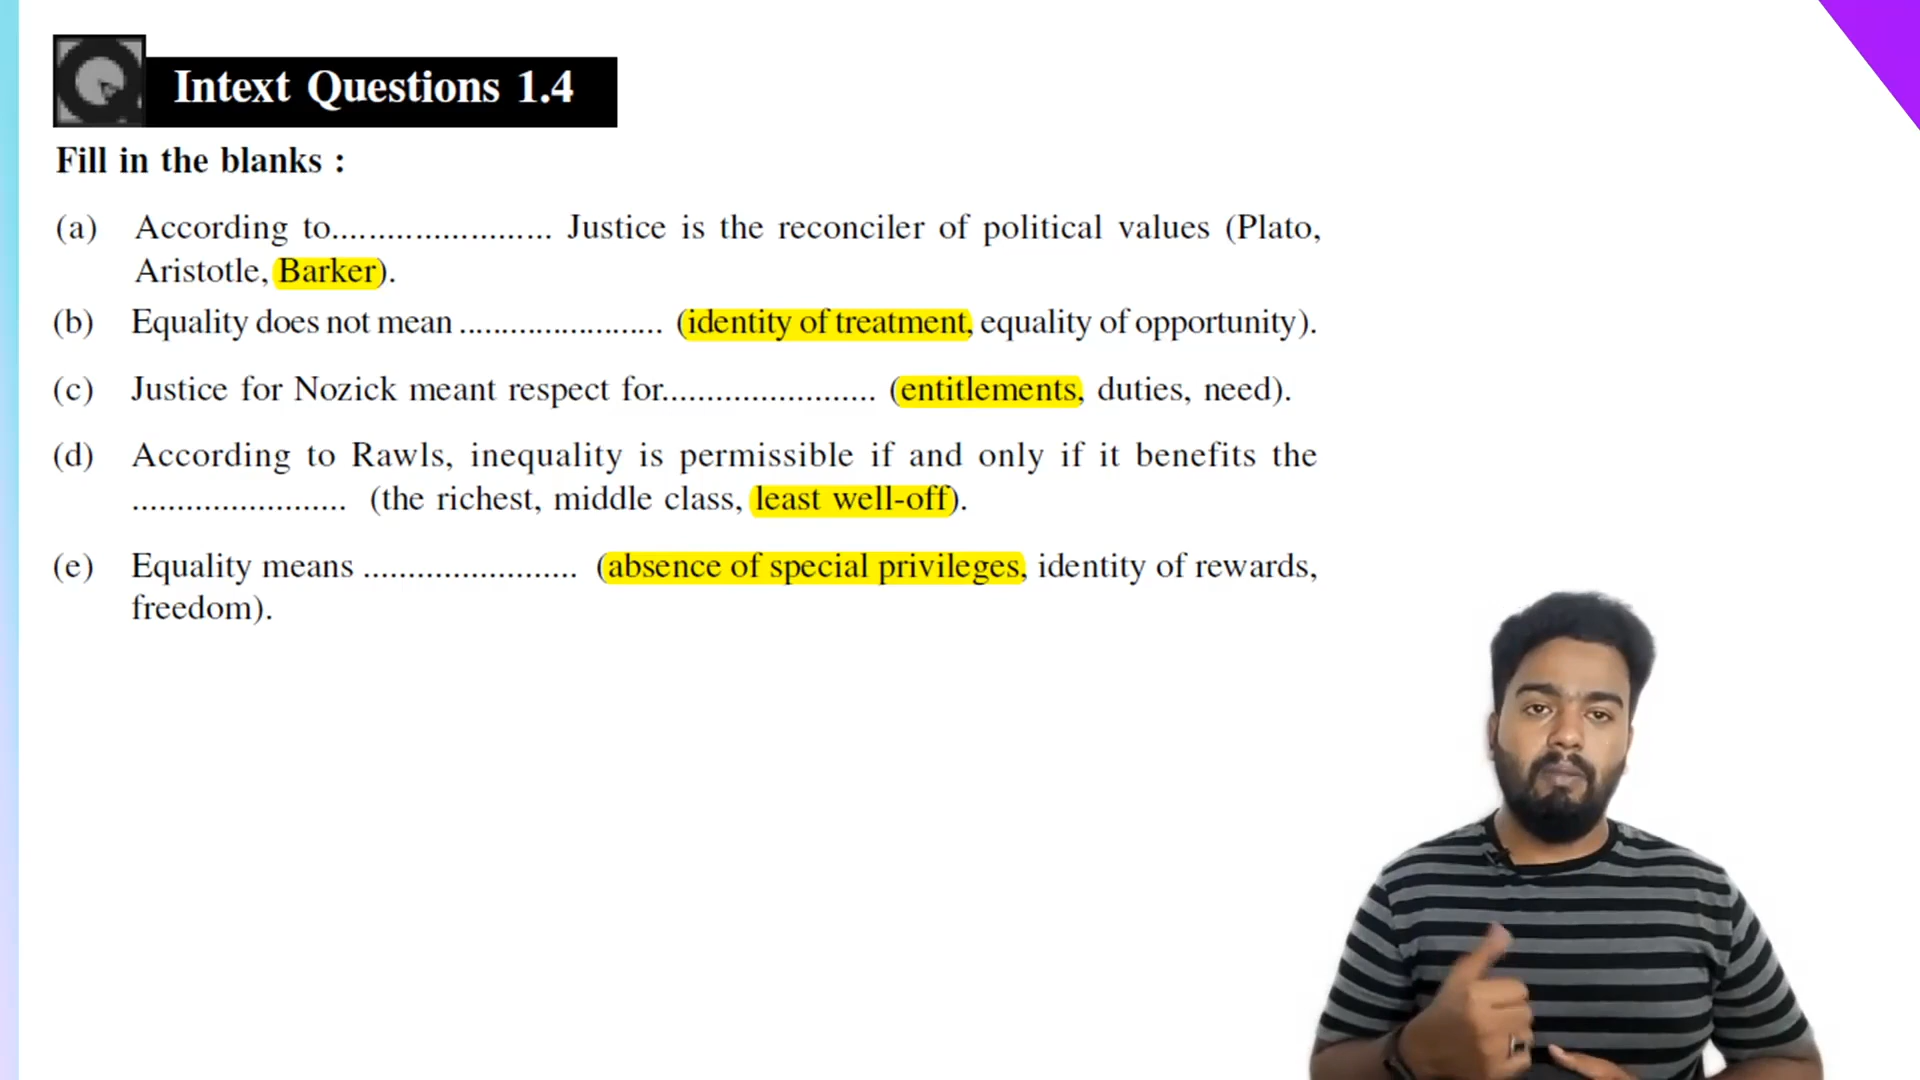 Intext Questions 1.4
Fill in the blanks :
(a) According to........................ Justice is the reconciler of political values (Plato,
Aristotle, Barker).
(b) Equality does not mean ........................ (identity of treatment, equality of opportunity).
(c) Justice for Nozick meant respect for........................ (entitlements, duties, need).
(d) According to Rawls, inequality is permissible if and only if it benefits the
........................ (the richest, middle class, least well-off).
(e) Equality means ........................ (absence of special privileges, identity of rewards,
freedom).